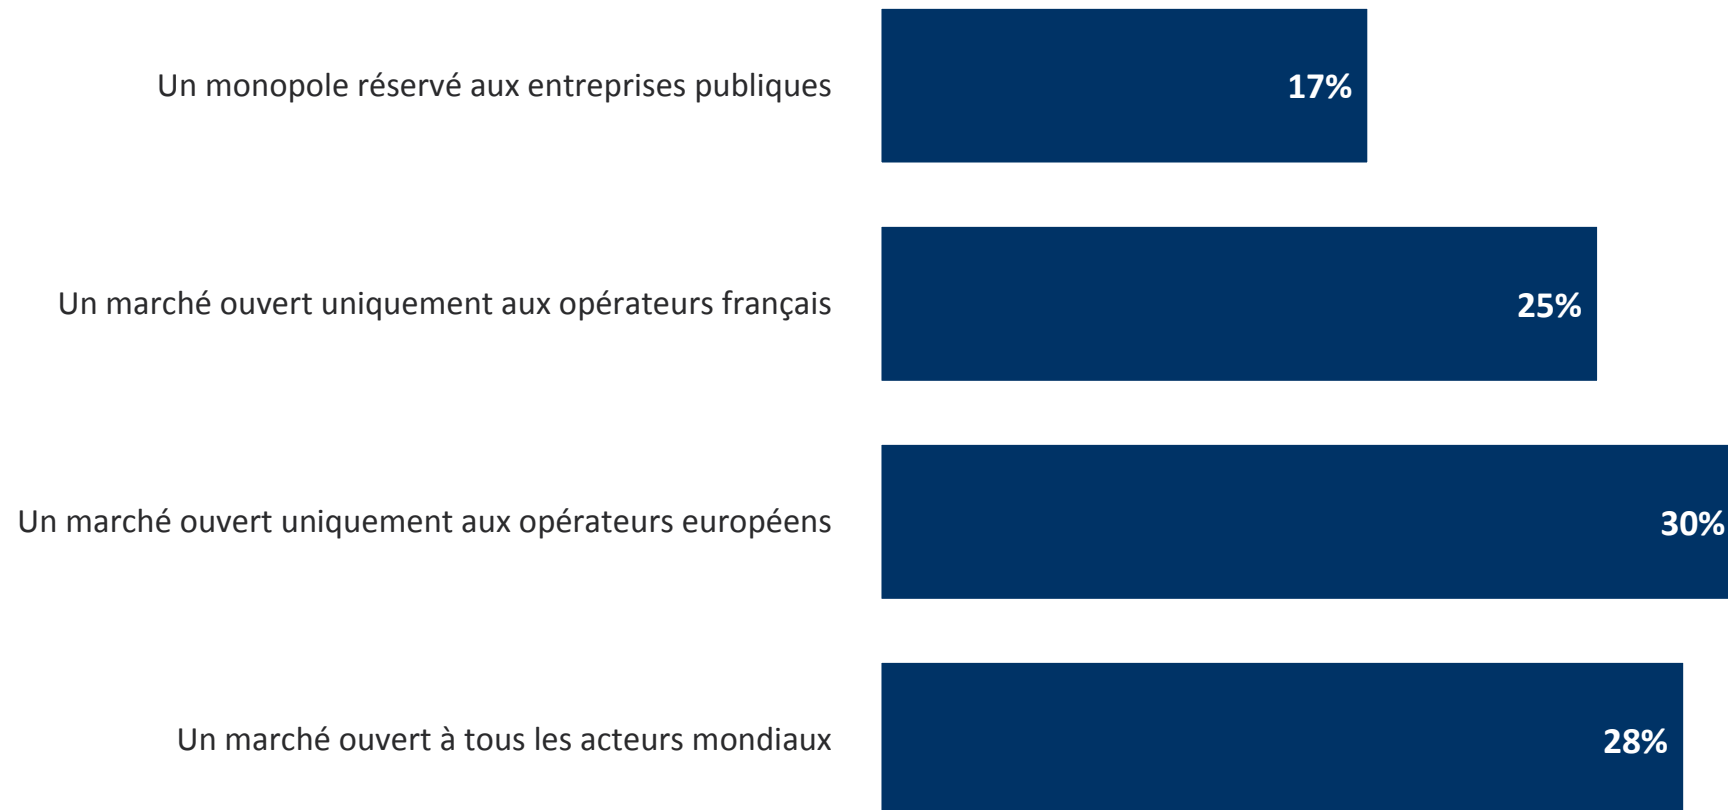 Un monopole réservé aux entreprises publiques 17%
Un marché ouvert uniquement aux opérateurs français 25%
Un marché ouvert uniquement aux opérateurs européens 30%
Un marché ouvert à tous les acteurs mondiaux 28%